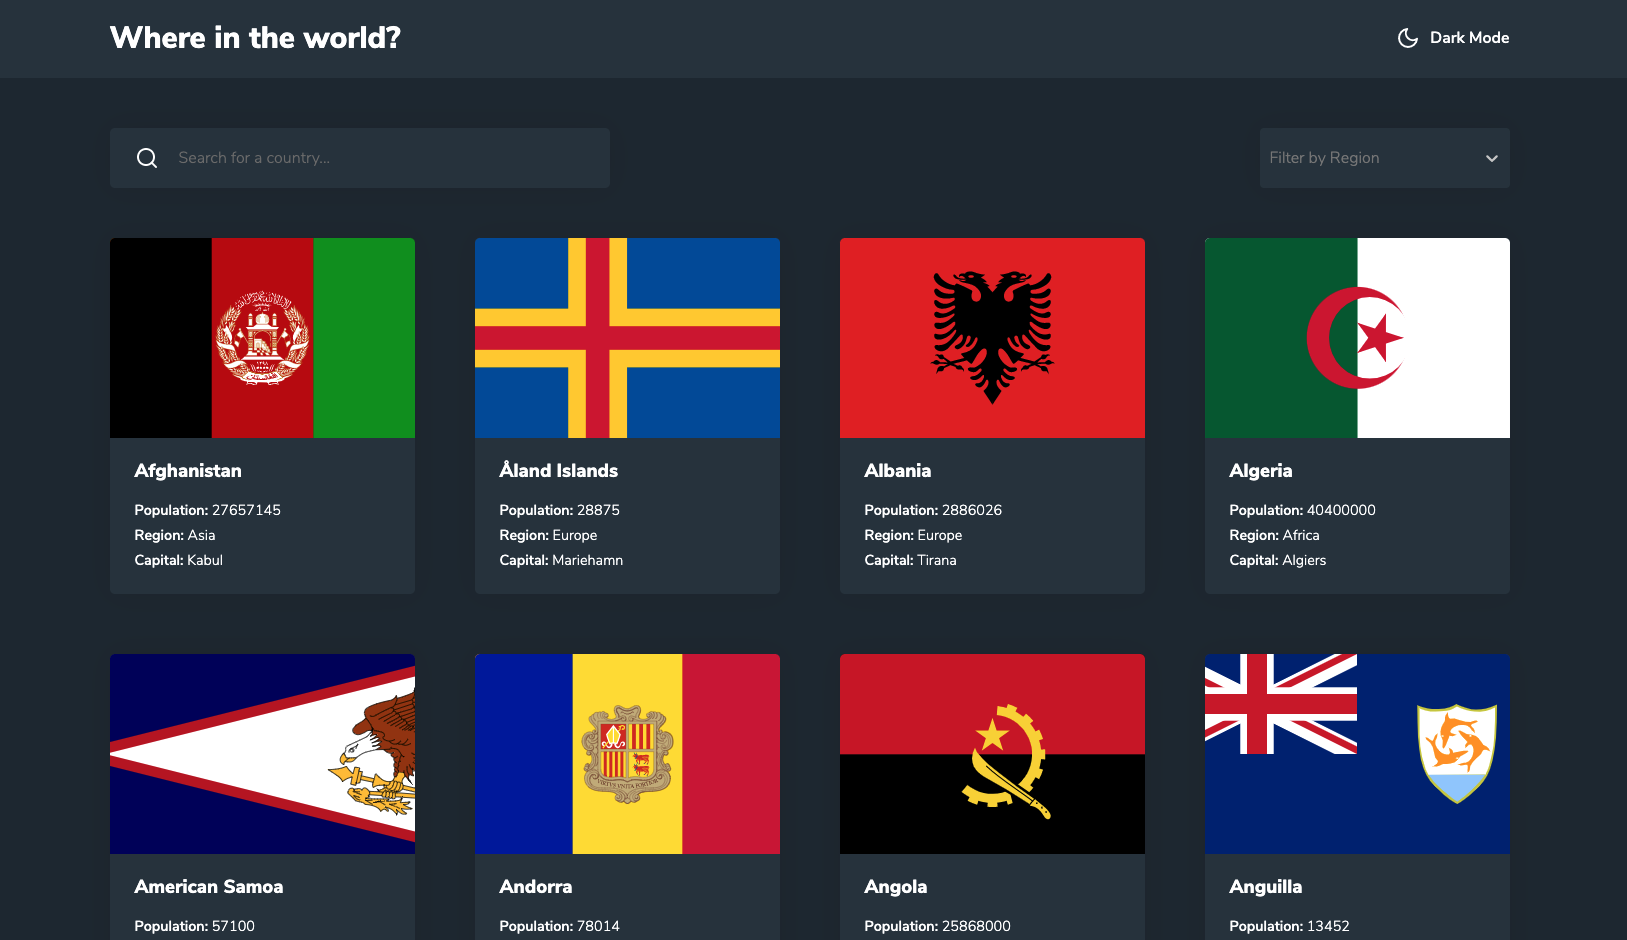 Where in the world?
Dark Mode
Search for a country...
Filter by Region
Afghanistan
Population: 27657145
Region: Asia
Capital: Kabul
Åland Islands
Population: 28875
Region: Europe
Capital: Mariehamn
Albania
Population: 2886026
Region: Europe
Capital: Tirana
Algeria
Population: 40400000
Region: Africa
Capital: Algiers
American Samoa
Population: 57100
Andorra
Population: 78014
Angola
Population: 25868000
Anguilla
Population: 13452